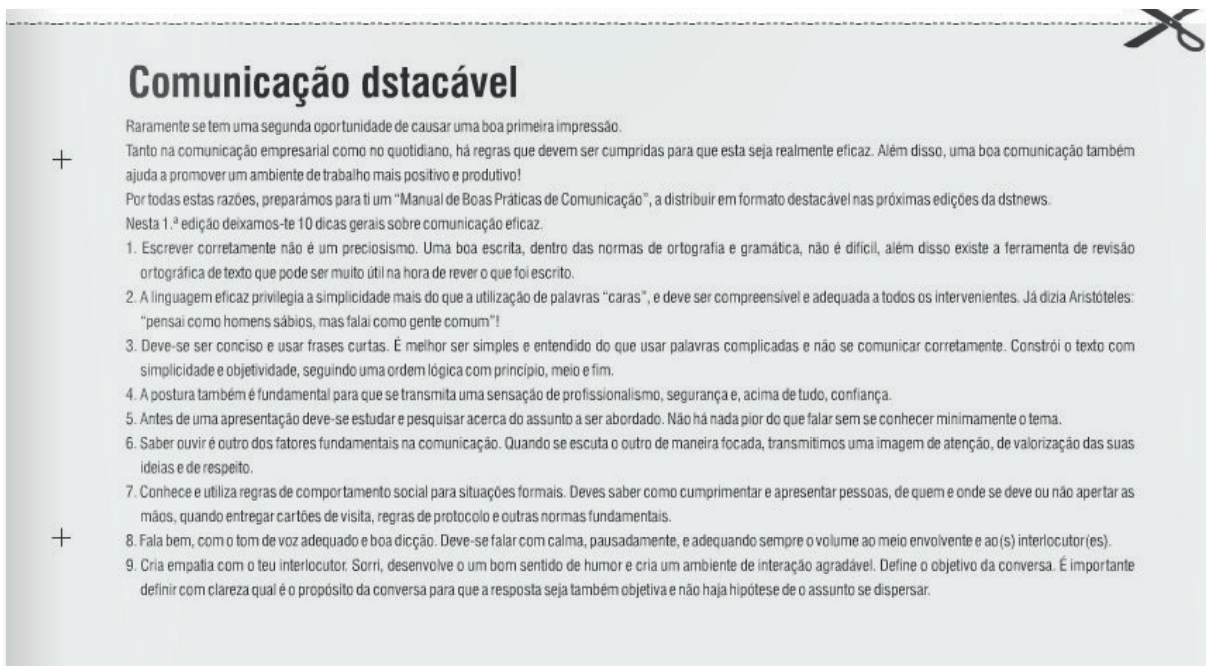 Comunicação dstacável
Raramente se tem uma segunda oportunidade de causar uma boa primeira impressão.
Tanto na comunicação empresarial como no quotidiano, há regras que devem ser cumpridas para que esta seja realmente eficaz. Além disso, uma boa comunicação também
ajuda a promover um ambiente de trabalho mais positivo e produtivo!
Por todas estas razões, preparámos para ti um “Manual de Boas Práticas de Comunicação”, a distribuir em formato destacável nas próximas edições da dstnews.
Nesta 1.ª edição deixamos-te 10 dicas gerais sobre comunicação eficaz.
1. Escrever corretamente não é um preciosismo. Uma boa escrita, dentro das normas de ortografia e gramática, não é difícil, além disso existe a ferramenta de revisão
ortográfica de texto que pode ser muito útil na hora de rever o que foi escrito.
2. A linguagem eficaz privilegia a simplicidade mais do que a utilização de palavras “caras”, e deve ser compreensível e adequada a todos os intervenientes. Já dizia Aristóteles:
“pensai como homens sábios, mas falai como gente comum”!
3. Deve-se ser conciso e usar frases curtas. É melhor ser simples e entendido do que usar palavras complicadas e não se comunicar corretamente. Constrói o texto com
simplicidade e objetividade, seguindo uma ordem lógica com princípio, meio e fim.
4. A postura também é fundamental para que se transmita uma sensação de profissionalismo, segurança e, acima de tudo, confiança.
5. Antes de uma apresentação deve-se estudar e pesquisar acerca do assunto a ser abordado. Não há nada pior do que falar sem se conhecer minimamente o tema.
6. Saber ouvir é outro dos fatores fundamentais na comunicação. Quando se escuta o outro de maneira focada, transmitimos uma imagem de atenção, de valorização das suas
ideias e de respeito.
7. Conhece e utiliza regras de comportamento social para situações formais. Deves saber como cumprimentar e apresentar pessoas, de quem e onde se deve ou não apertar as
mãos, quando entregar cartões de visita, regras de protocolo e outras normas fundamentais.
8. Fala bem, com o tom de voz adequado e boa dicção. Deve-se falar com calma, pausadamente, e adequando sempre o volume ao meio envolvente e ao(s) interlocutor(es).
9. Cria empatia com o teu interlocutor. Sorri, desenvolve o um bom sentido de humor e cria um ambiente de interação agradável. Define o objetivo da conversa. É importante
definir com clareza qual é o propósito da conversa para que a resposta seja também objetiva e não haja hipótese de o assunto se dispersar.